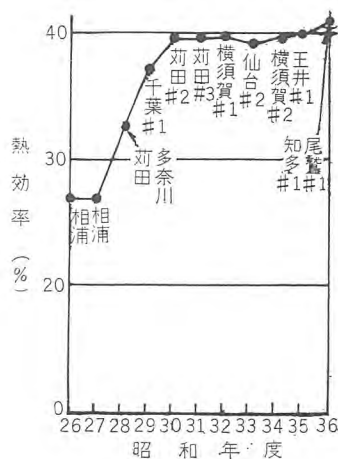 熱効率(%)
40
30
20
0
相浦
相浦
苅田
多奈川
千葉#1
苅田#2
苅田#3
横須賀#1
仙台#2
横須賀#2
王井#1
知多#1
尾鷲#1
26 27 28 29 30 31 32 33 34 35 36
昭和年度